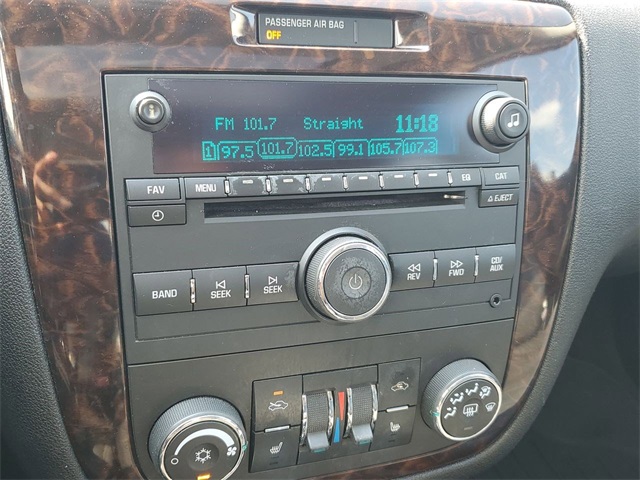 PASSENGER AIR BAG
OFF
FM 101.7 Straight 11:18
1 97.5 101.7 102.5 99.1 105.7 107.3
FAV MENU EQ CAT
EJECT
BAND SEEK SEEK REV FWD CD/AUX